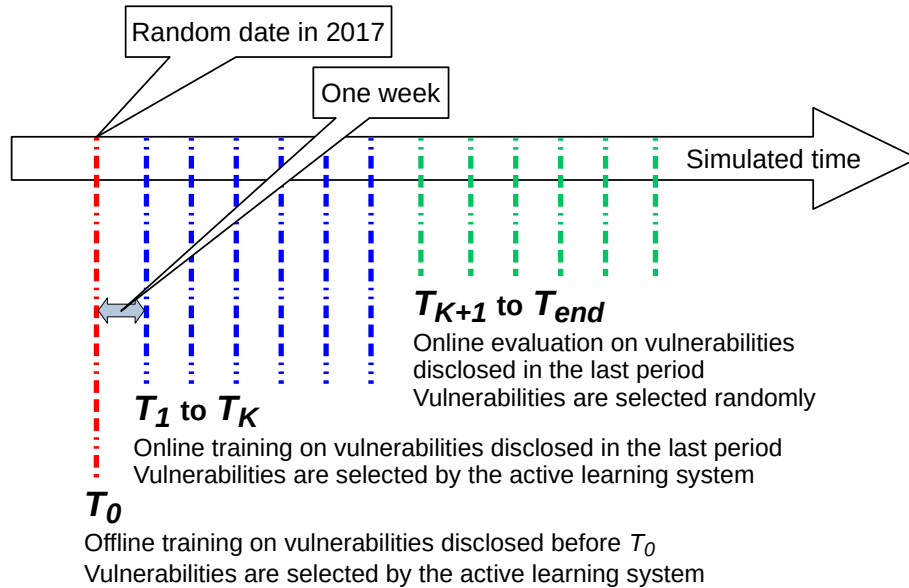 Random date in 2017
One week
Simulated time
T_{K+1} to T_{end}
Online evaluation on vulnerabilities
disclosed in the last period
Vulnerabilities are selected randomly
T_1 to T_K
Online training on vulnerabilities disclosed in the last period
Vulnerabilities are selected by the active learning system
T_0
Offline training on vulnerabilities disclosed before T_0
Vulnerabilities are selected by the active learning system